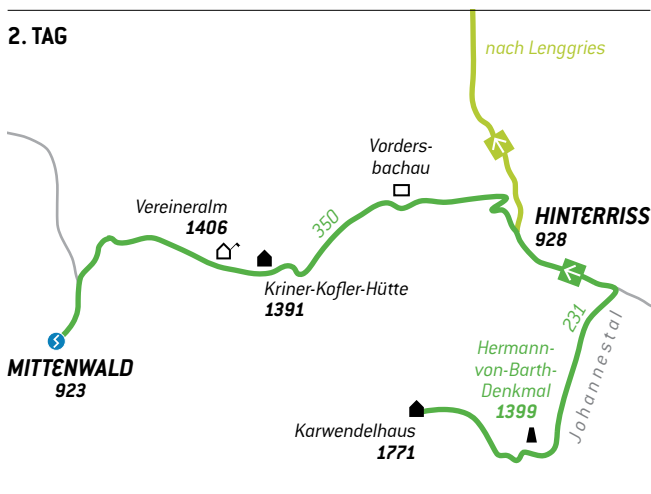 2. TAG
nach Lenggries
Vorders-
bachau
Vereineralm
1406
350
HINTERRISS
928
Kriner-Kofler-Hütte
1391
231
Johannestal
MITTENWALD
923
Hermann-
von-Barth-
Denkmal
1399
Karwendelhaus
1771